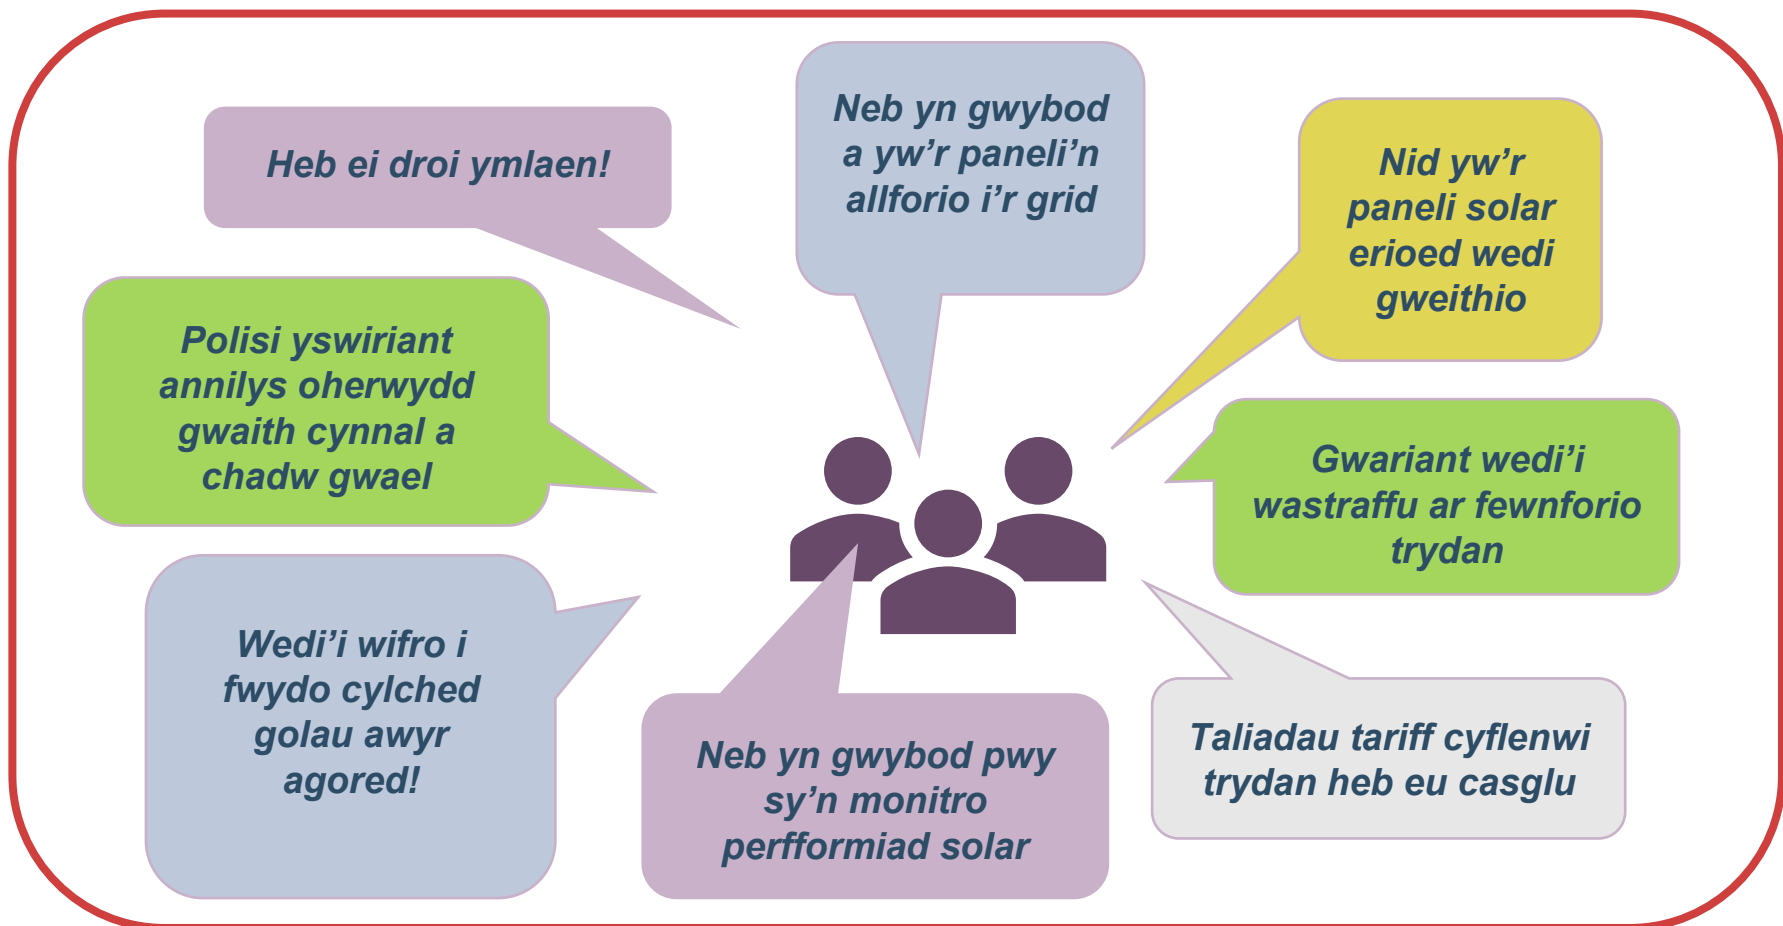 Heb ei droi ymlaen!
Neb yn gwybod
a yw’r paneli’n
allforio i’r grid
Nid yw’r
paneli solar
erioed wedi
gweithio
Polisi yswiriant
annilys oherwydd
gwaith cynnal a
chadw gwael
Gwariant wedi’i
wastraffu ar fewnforio
trydan
Wedi’i wifro i
fwydo cylched
golau awyr
agored!
Neb yn gwybod pwy
sy’n monitro
perfformiad solar
Taliadau tariff cyflenwi
trydan heb eu casglu